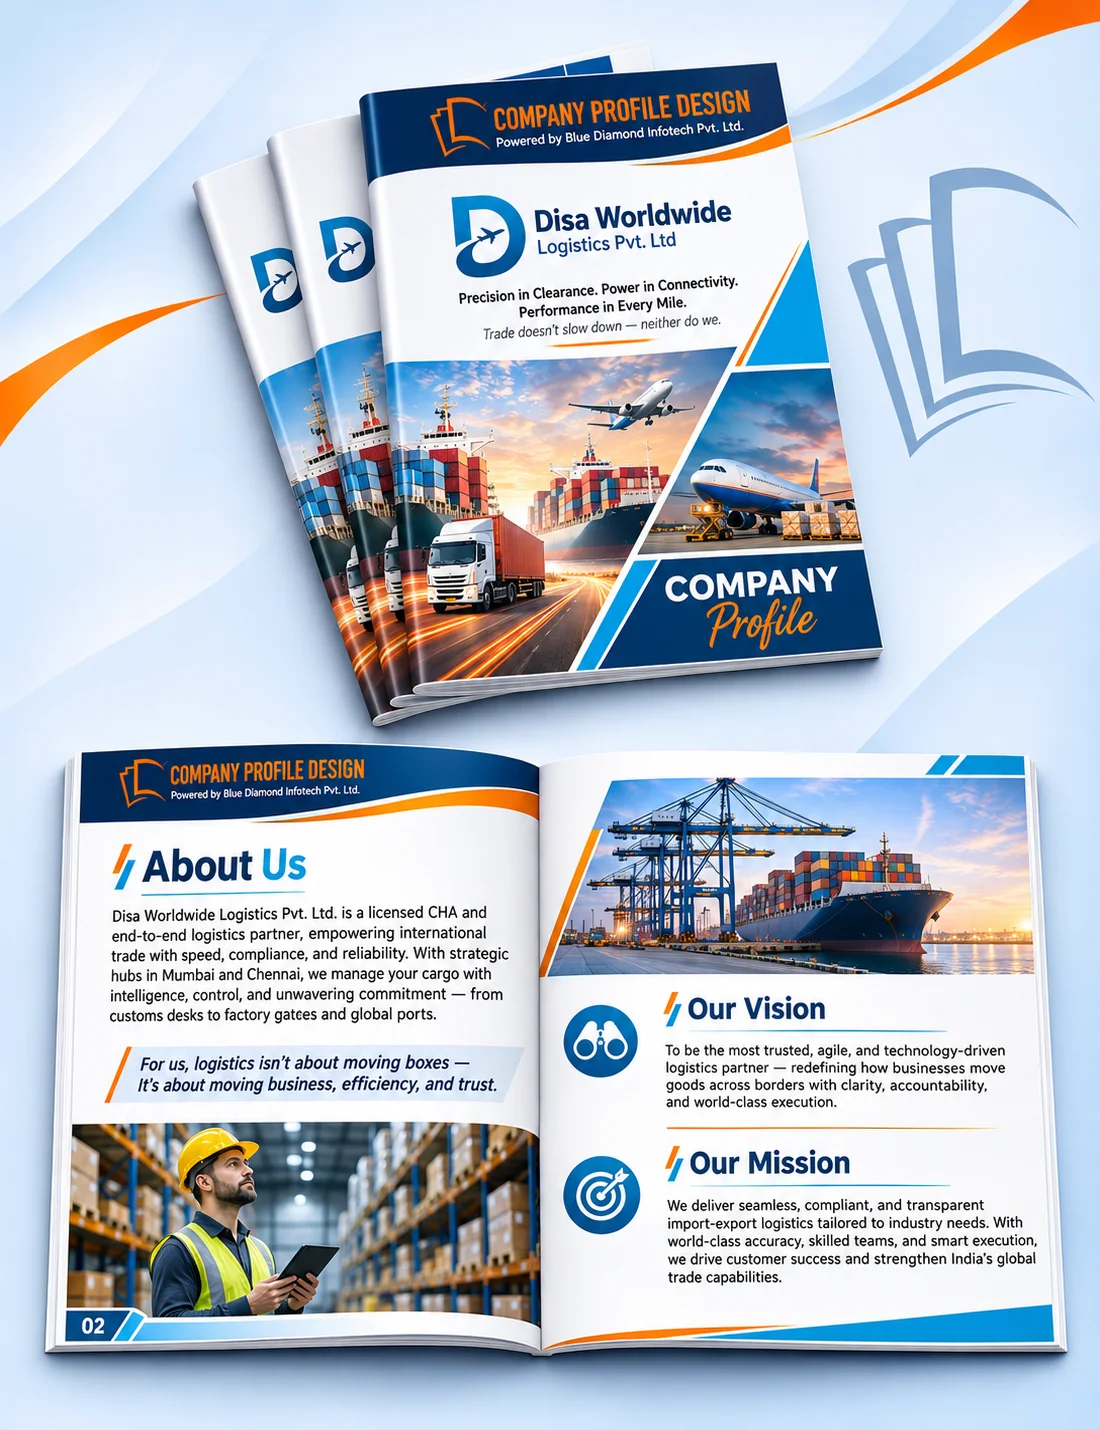 COMPANY PROFILE DESIGN
Powered by Blue Diamond Infotech Pvt. Ltd.
Disa Worldwide
Logistics Pvt. Ltd
Precision in Clearance. Power in Connectivity.
Performance in Every Mile.
Trade doesn't slow down — neither do we.
COMPANY
Profile
COMPANY PROFILE DESIGN
Powered by Blue Diamond Infotech Pvt. Ltd.
About Us
Disa Worldwide Logistics Pvt. Ltd. is a licensed CHA and
end-to-end logistics partner, empowering international
trade with speed, compliance, and reliability. With strategic
hubs in Mumbai and Chennai, we manage your cargo with
intelligence, control, and unwavering commitment — from
customs desks to factory gatees and global ports.
For us, logistics isn't about moving boxes —
It's about moving business, efficiency, and trust.
02
Our Vision
To be the most trusted, agile, and technology-driven
logistics partner — redefining how businesses move
goods across borders with clarity, accountability,
and world-class execution.
Our Mission
We deliver seamless, compliant, and transparent
import-export logistics tailored to industry needs. With
world-class accuracy, skilled teams, and smart execution,
we drive customer success and strengthen India's global
trade capabilities.